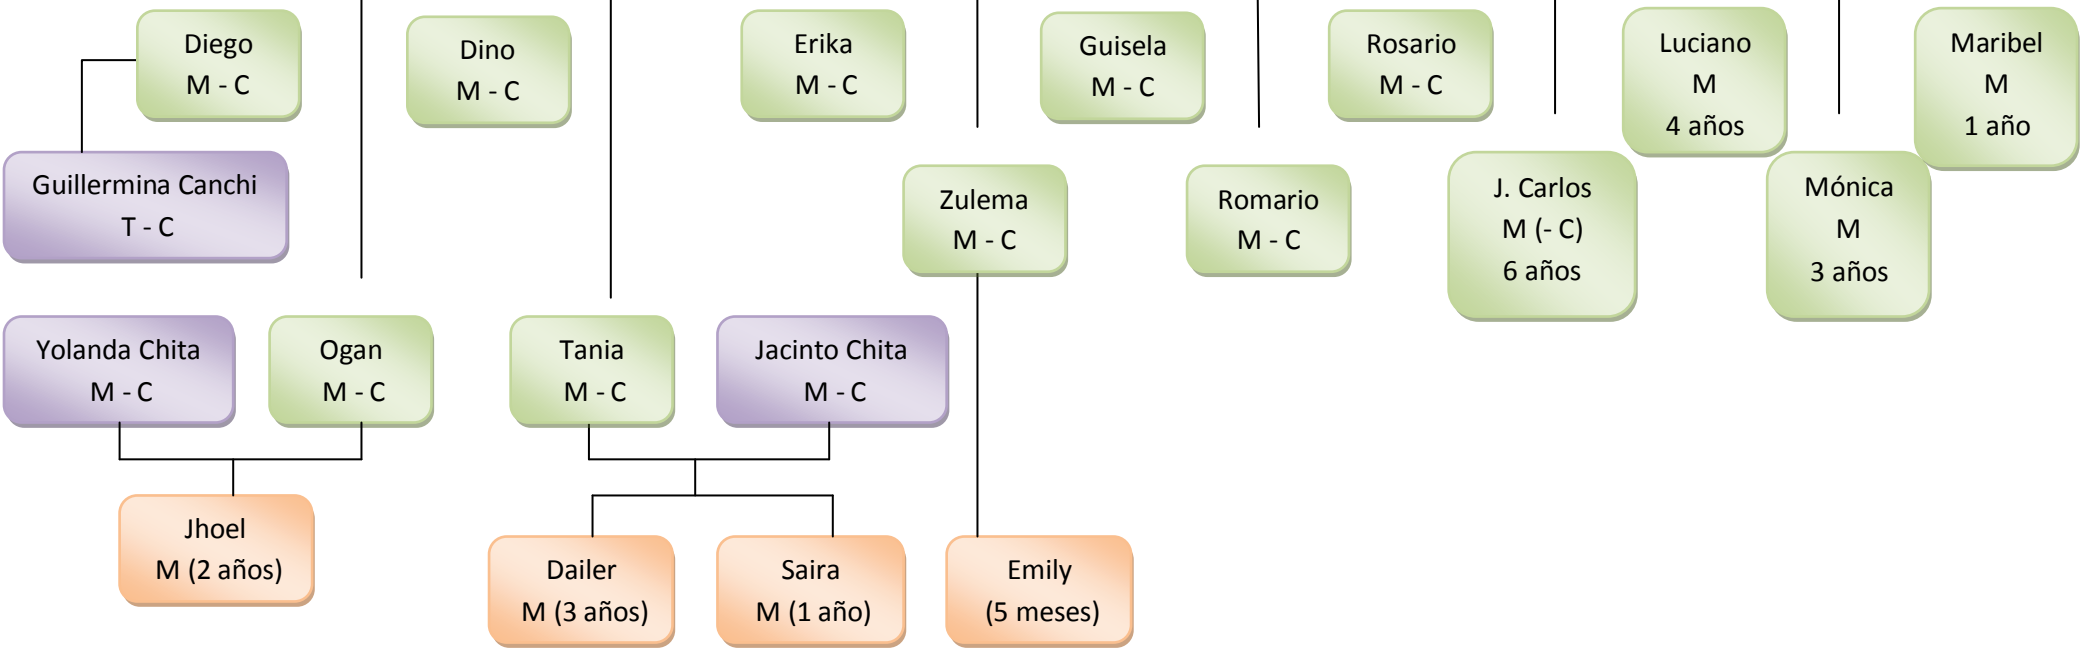 Diego
M - C
Dino
M - C
Erika
M - C
Guisela
M - C
Rosario
M - C
Luciano
M
4 años
Maribel
M
1 año
Guillermina Canchi
T - C
Zulema
M - C
Romario
M - C
J. Carlos
M (- C)
6 años
Mónica
M
3 años
Yolanda Chita
M - C
Ogan
M - C
Tania
M - C
Jacinto Chita
M - C
Jhoel
M (2 años)
Dailer
M (3 años)
Saira
M (1 año)
Emily
(5 meses)